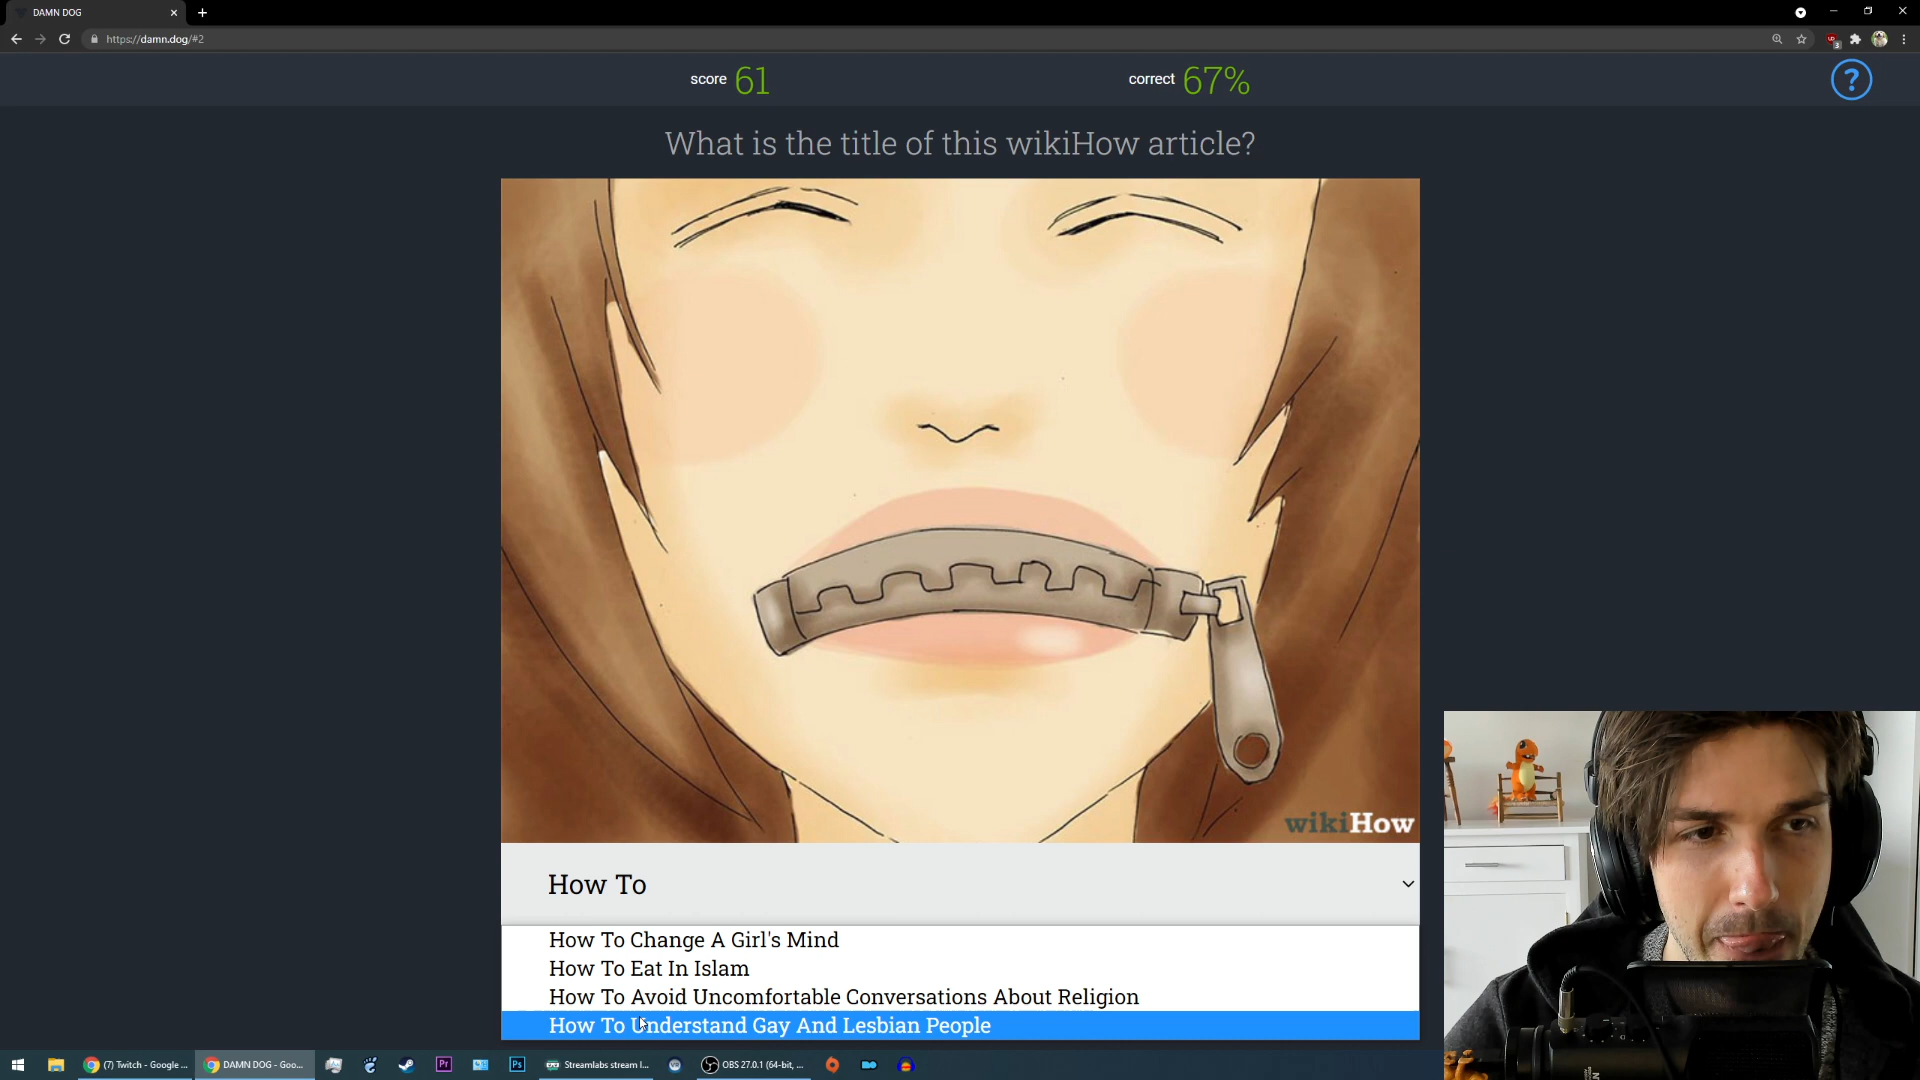 DAMN DOG
https://damn.dog/#2
score 61
correct 67%
?
What is the title of this wikiHow article?
wikiHow
How To
How To Change A Girl's Mind
How To Eat In Islam
How To Avoid Uncomfortable Conversations About Religion
How To Understand Gay And Lesbian People
(7) Twitch - Google ...
DAMN DOG - Goo...
Pr
Ps
Streamlabs stream l...
OBS 27.0.1 (64-bit, ...